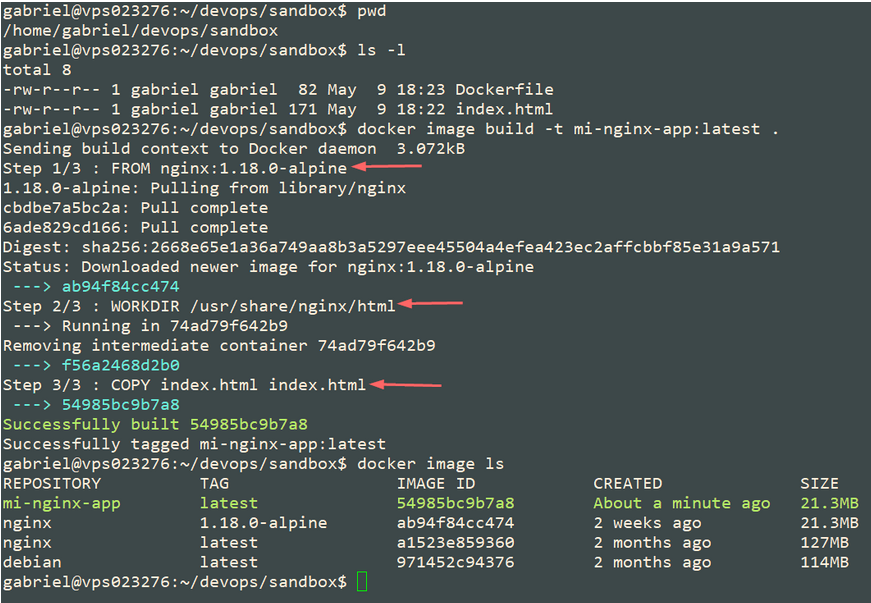 gabriel@vps023276:~/devops/sandbox$ pwd
/home/gabriel/devops/sandbox
gabriel@vps023276:~/devops/sandbox$ ls -l
total 8
-rw-r--r-- 1 gabriel gabriel  82 May  9 18:23 Dockerfile
-rw-r--r-- 1 gabriel gabriel 171 May  9 18:22 index.html
gabriel@vps023276:~/devops/sandbox$ docker image build -t mi-nginx-app:latest .
Sending build context to Docker daemon  3.072kB
Step 1/3 : FROM nginx:1.18.0-alpine
1.18.0-alpine: Pulling from library/nginx
cbdbe7a5bc2a: Pull complete
6ade829cd166: Pull complete
Digest: sha256:2668e65e1a36a749aa8b3a5297eee45504a4efea423ec2affcbbf85e31a9a571
Status: Downloaded newer image for nginx:1.18.0-alpine
 ---> ab94f84cc474
Step 2/3 : WORKDIR /usr/share/nginx/html
 ---> Running in 74ad79f642b9
Removing intermediate container 74ad79f642b9
 ---> f56a2468d2b0
Step 3/3 : COPY index.html index.html
 ---> 54985bc9b7a8
Successfully built 54985bc9b7a8
Successfully tagged mi-nginx-app:latest
gabriel@vps023276:~/devops/sandbox$ docker image ls
REPOSITORY          TAG                 IMAGE ID            CREATED              SIZE
mi-nginx-app        latest              54985bc9b7a8        About a minute ago   21.3MB
nginx               1.18.0-alpine       ab94f84cc474        2 weeks ago          21.3MB
nginx               latest              a1523e859360        2 months ago         127MB
debian              latest              971452c94376        2 months ago         114MB
gabriel@vps023276:~/devops/sandbox$